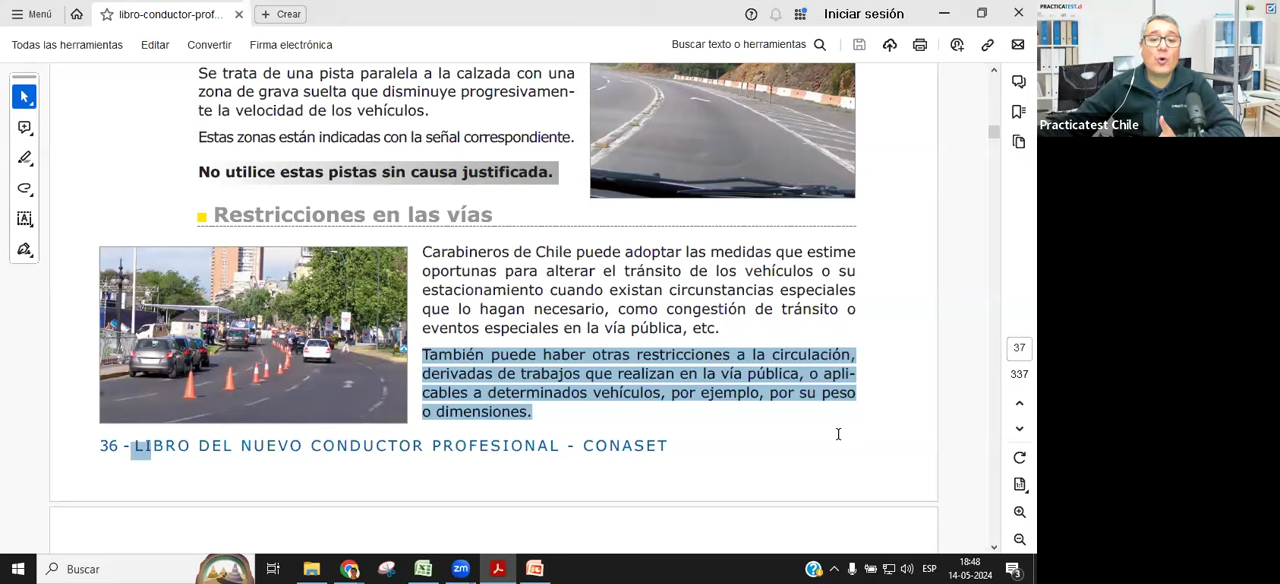 Menú
libro-conductor-prof...
Crear
Iniciar sesión
Todas las herramientas
Editar
Convertir
Firma electrónica
Buscar texto o herramientas
Se trata de una pista paralela a la calzada con una
zona de grava suelta que disminuye progresivamen-
te la velocidad de los vehículos.
Estas zonas están indicadas con la señal correspondiente.
No utilice estas pistas sin causa justificada.
Restricciones en las vías
Carabineros de Chile puede adoptar las medidas que estime
oportunas para alterar el tránsito de los vehículos o su
estacionamiento cuando existan circunstancias especiales
que lo hagan necesario, como congestión de tránsito o
eventos especiales en la vía pública, etc.
También puede haber otras restricciones a la circulación,
derivadas de trabajos que realizan en la vía pública, o apli-
cables a determinados vehículos, por ejemplo, por su peso
o dimensiones.
36 - LIBRO DEL NUEVO CONDUCTOR PROFESIONAL - CONASET
37
337
PRACTICATEST.cl
Practicatest Chile
Buscar
zm
ESP
18:48
14-05-2024
3